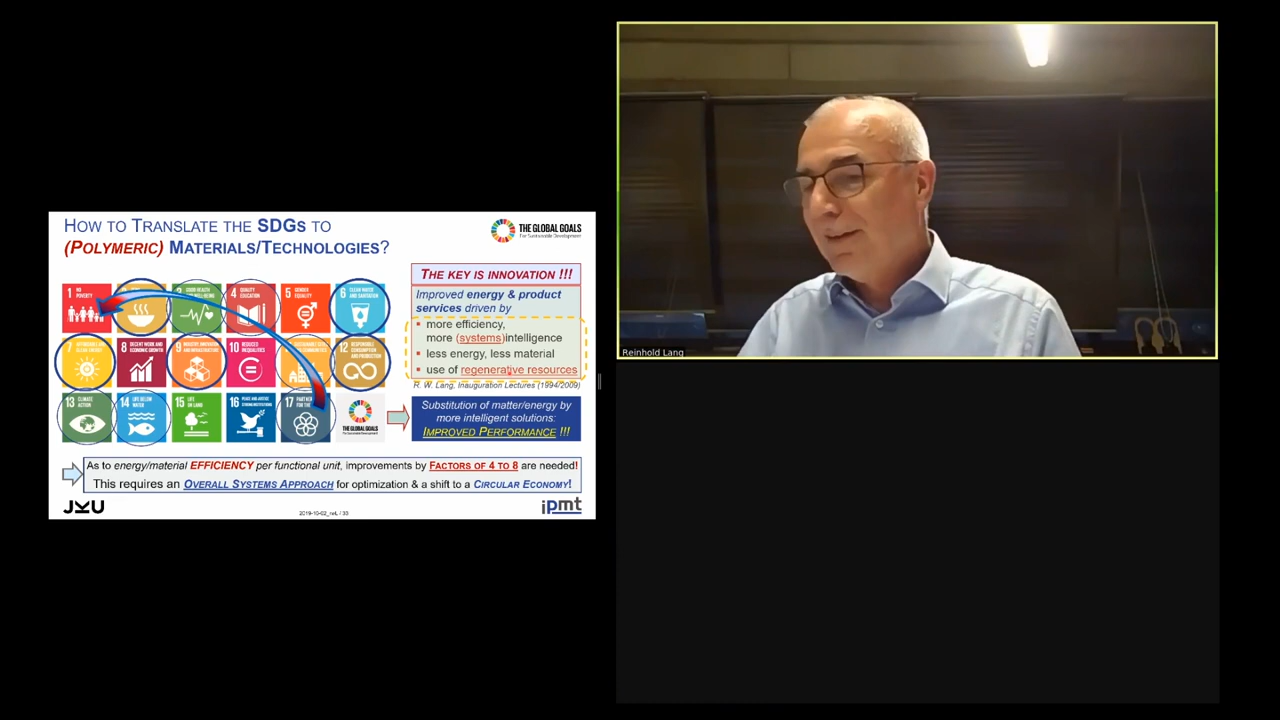 HOW TO TRANSLATE THE SDGS TO
(POLYMERIC) MATERIALS/TECHNOLOGIES?
THE GLOBAL GOALS
For Sustainable Development
1 NO POVERTY
4 QUALITY EDUCATION
5 GENDER EQUALITY
6 CLEAN WATER AND SANITATION
7
8 DECENT WORK AND ECONOMIC GROWTH
9
10 REDUCED INEQUALITIES
12 RESPONSIBLE CONSUMPTION AND PRODUCTION
13 CLIMATE ACTION
14 LIFE BELOW WATER
15 LIFE ON LAND
16 PEACE AND JUSTICE
17
THE GLOBAL GOALS
THE KEY IS INNOVATION !!!
Improved energy & product
services driven by
▪ more efficiency,
more (systems)intelligence
▪ less energy, less material
▪ use of regenerative resources
R. W. Lang, Inauguration Lectures (1994/2009)
Substitution of matter/energy by
more intelligent solutions:
IMPROVED PERFORMANCE !!!
As to energy/material EFFICIENCY per functional unit, improvements by FACTORS OF 4 TO 8 are needed!
This requires an OVERALL SYSTEMS APPROACH for optimization & a shift to a CIRCULAR ECONOMY!
JKU
ipmt
Reinhold Lang